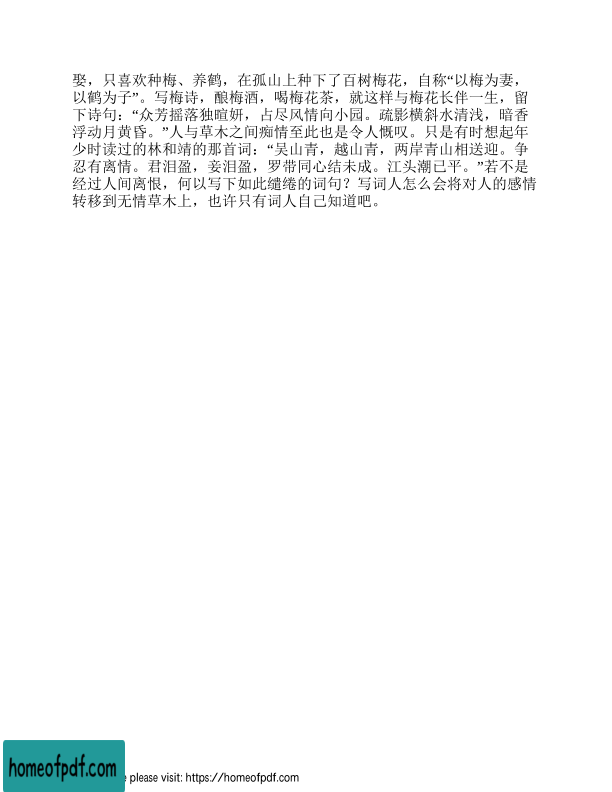 娶，只喜欢种梅、养鹤，在孤山上种下了百树梅花，自称“以梅为妻，
以鹤为子”。写梅诗，酿梅酒，喝梅花茶，就这样与梅花长伴一生，留
下诗句：“众芳摇落独暄妍，占尽风情向小园。疏影横斜水清浅，暗香
浮动月黄昏。”人与草木之间痴情至此也是令人慨叹。只是有时想起年
少时读过的林和靖的那首词：“吴山青，越山青，两岸青山相送迎。争
忍有离情。君泪盈，妾泪盈，罗带同心结未成。江头潮已平。”若不是
经过人间离恨，何以写下如此缱绻的词句？写词人怎么会将对人的感情
转移到无情草木上，也许只有词人自己知道吧。
homeofpdf.com
e please visit: https://homeofpdf.com